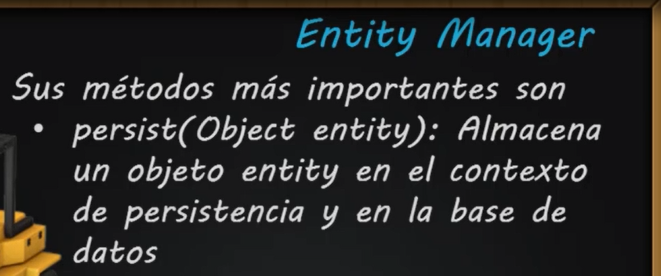 Entity Manager
Sus métodos más importantes son
• persist(Object entity): Almacena
un objeto entity en el contexto
de persistencia y en la base de
datos